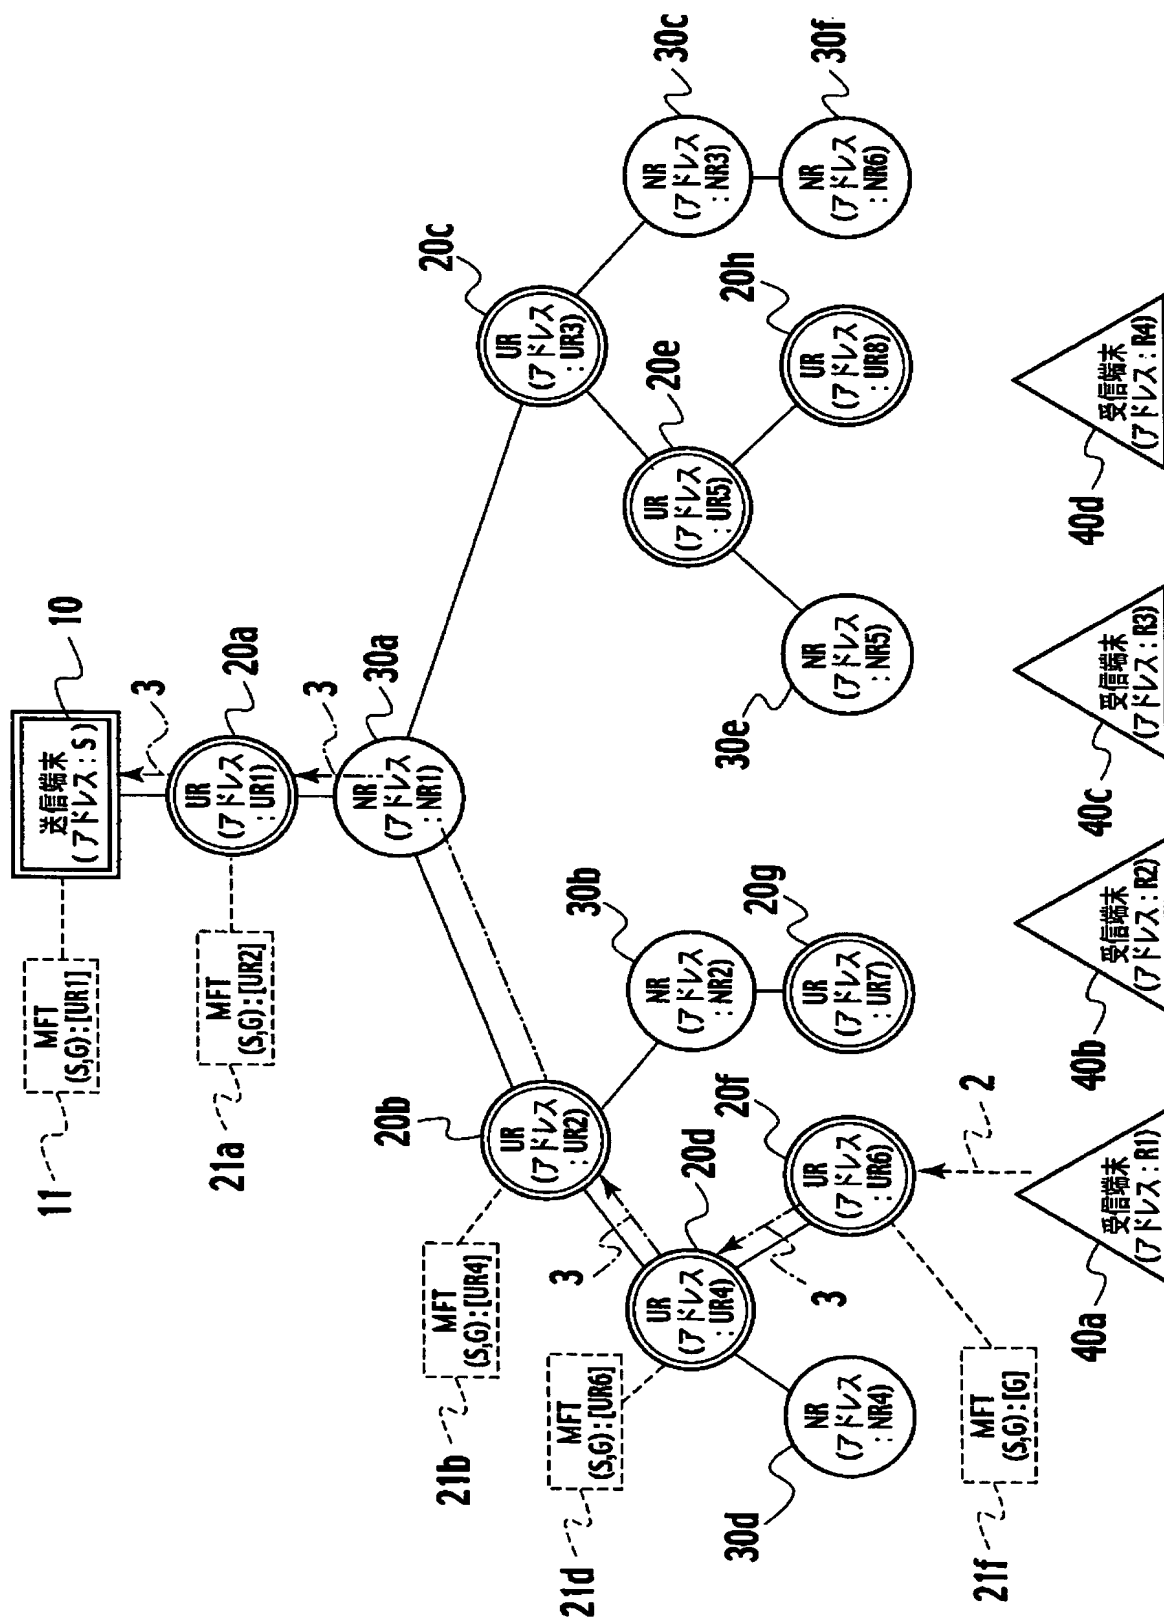 送信端末
(アドレス:S)
10
MFT
(S,G):[UR1]
11
3
UR
(アドレス
:UR1)
20a
MFT
(S,G):[UR2]
21a
3
NR
(アドレス
:NR1)
30a
UR
(アドレス
:UR2)
20b
MFT
(S,G):[UR4]
21b
UR
(アドレス
:UR3)
20c
3
UR
(アドレス
:UR4)
20d
MFT
(S,G):[UR6]
21d
NR
(アドレス
:NR2)
30b
UR
(アドレス
:UR5)
20e
NR
(アドレス
:NR3)
30c
3
NR
(アドレス
:NR4)
30d
UR
(アドレス
:UR6)
20f
UR
(アドレス
:UR7)
20g
NR
(アドレス
:NR5)
30e
UR
(アドレス
:UR8)
20h
NR
(アドレス
:NR6)
30f
MFT
(S,G):[G]
21f
2
受信端末
(アドレス:R1)
40a
受信端末
(アドレス:R2)
40b
受信端末
(アドレス:R3)
40c
受信端末
(アドレス:R4)
40d